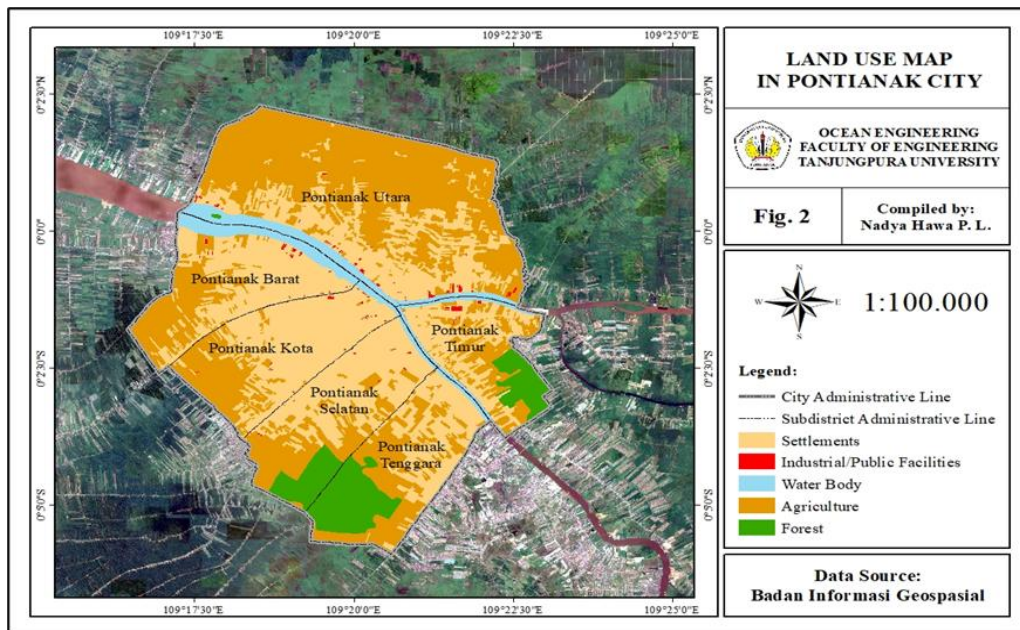 109°17'30"E 109°20'0"E 109°22'30"E 109°25'0"E
0°2'30"N
0°0'0"
0°2'30"S
0°5'0"S
Pontianak Utara
Pontianak Barat
Pontianak Kota
Pontianak
Timur
Pontianak
Selatan
Pontianak
Tenggara
0°2'30"N
0°0'0"
0°2'30"S
0°5'0"S
109°17'30"E 109°20'0"E 109°22'30"E 109°25'0"E
LAND USE MAP
IN PONTIANAK CITY
OCEAN ENGINEERING
FACULTY OF ENGINEERING
TANJUNGPURA UNIVERSITY
Fig. 2
Compiled by:
Nadya Hawa P. L.
N
W E
S
1:100.000
Legend:
City Administrative Line
Subdistrict Administrative Line
Settlements
Industrial/Public Facilities
Water Body
Agriculture
Forest
Data Source:
Badan Informasi Geospasial